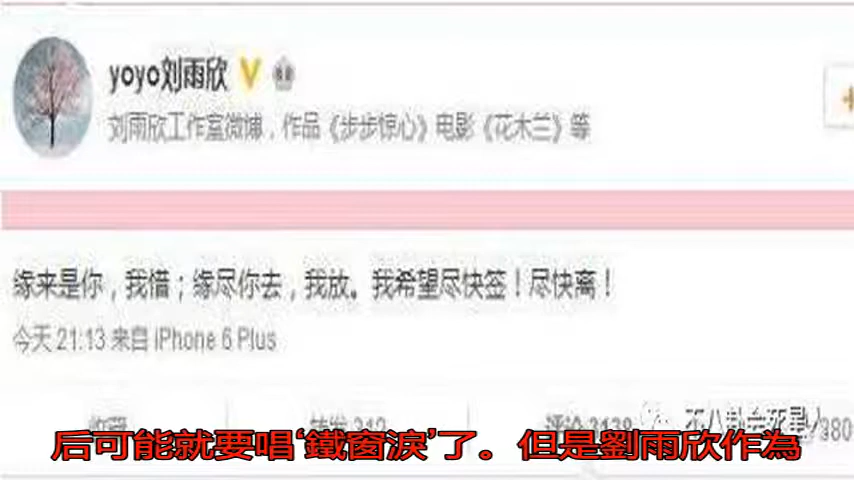 yoyo刘雨欣
刘雨欣工作室微博，作品《步步惊心》电影《花木兰》等
缘来是你，我惜；缘尽你去，我放。我希望尽快签！尽快离！
今天 21:13 来自 iPhone 6 Plus
后可能就要唱‘鐵窗淚’了。但是劉雨欣作為